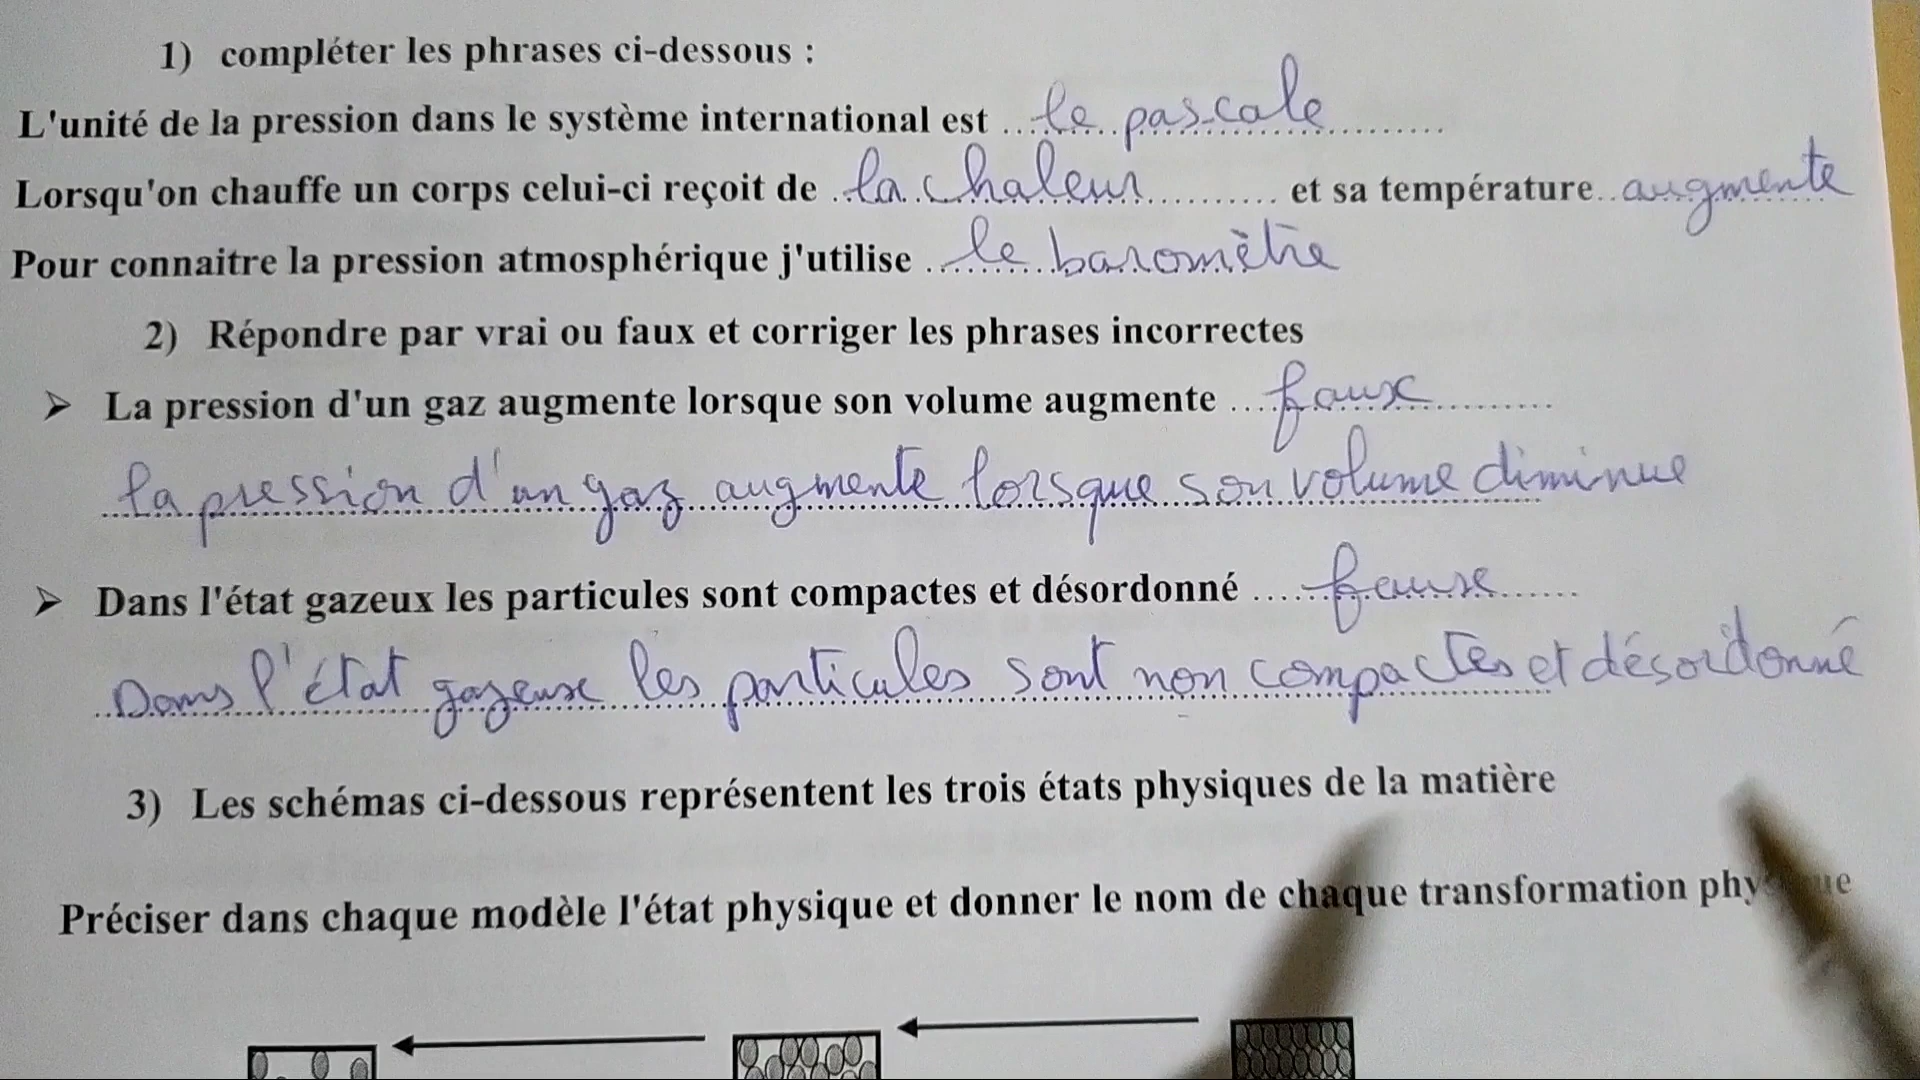 1) compléter les phrases ci-dessous :
L'unité de la pression dans le système international est ...le pascale..........
Lorsqu'on chauffe un corps celui-ci reçoit de ..la chaleur........... et sa température..augmente
Pour connaitre la pression atmosphérique j'utilise ....le baromètre
2) Répondre par vrai ou faux et corriger les phrases incorrectes
➢ La pression d'un gaz augmente lorsque son volume augmente ....faux...........
la pression d'un gaz augmente lorsque son volume diminue
➢ Dans l'état gazeux les particules sont compactes et désordonné .....faux.......
Dans l'état gazeux les particules sont non compactes et désordonné
3) Les schémas ci-dessous représentent les trois états physiques de la matière
Préciser dans chaque modèle l'état physique et donner le nom de chaque transformation